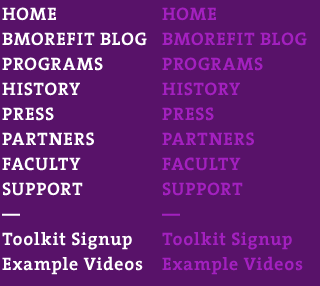 HOME HOME
BMOREFIT BLOG BMOREFIT BLOG
PROGRAMS PROGRAMS
HISTORY HISTORY
PRESS PRESS
PARTNERS PARTNERS
FACULTY FACULTY
SUPPORT SUPPORT
— —
Toolkit Signup Toolkit Signup
Example Videos Example Videos